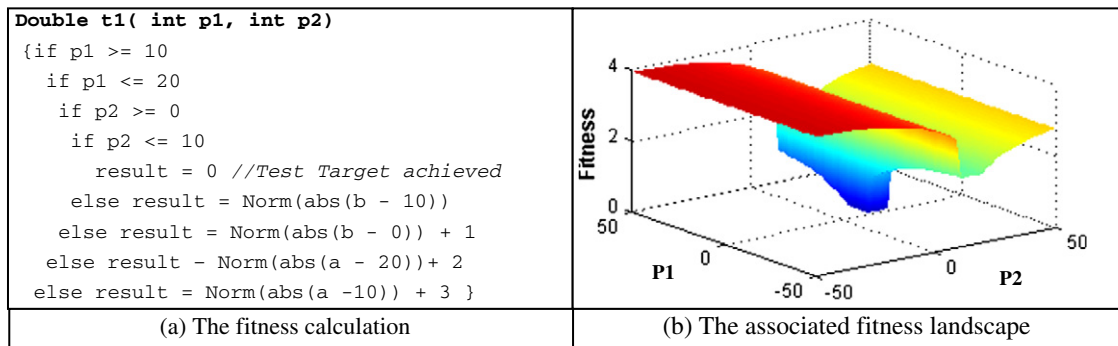 Double t1( int p1, int p2)
{if p1 >= 10
if p1 <= 20
if p2 >= 0
if p2 <= 10
result = 0 //Test Target achieved
else result = Norm(abs(b - 10))
else result = Norm(abs(b - 0)) + 1
else result - Norm(abs(a - 20))+ 2
else result = Norm(abs(a -10)) + 3 }
(a) The fitness calculation
4
2
0
Fitness
50
0
-50
P1
-50
0
50
P2
(b) The associated fitness landscape